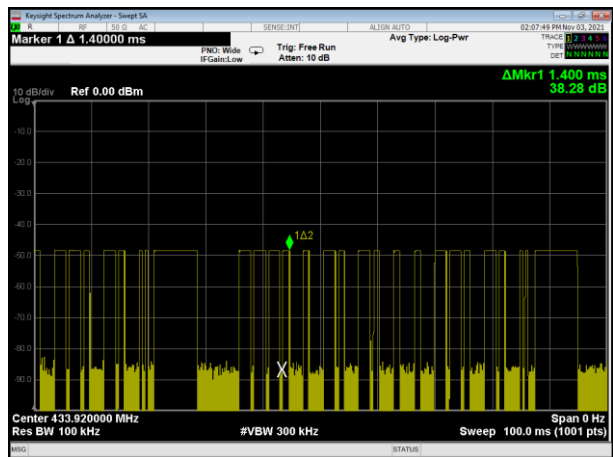 Keysight Spectrum Analyzer - Swept SA
R RF 50 Ω AC SENSE:INT ALIGN AUTO 02:07:49 PM Nov 03, 2021
Marker 1 Δ 1.40000 ms
PNO: Wide
IFGain:Low
Trig: Free Run
Atten: 10 dB
Avg Type: Log-Pwr
TRACE 1 2 3 4 5 6
TYPE WWWWWW
DET N N N N N N
ΔMkr1 1.400 ms
38.28 dB
10 dB/div Ref 0.00 dBm
Log
-10.0
-20.0
-30.0
-40.0
1Δ2
-50.0
-60.0
-70.0
-80.0
X
-90.0
Center 433.920000 MHz Span 0 Hz
Res BW 100 kHz #VBW 300 kHz Sweep 100.0 ms (1001 pts)
MSG STATUS